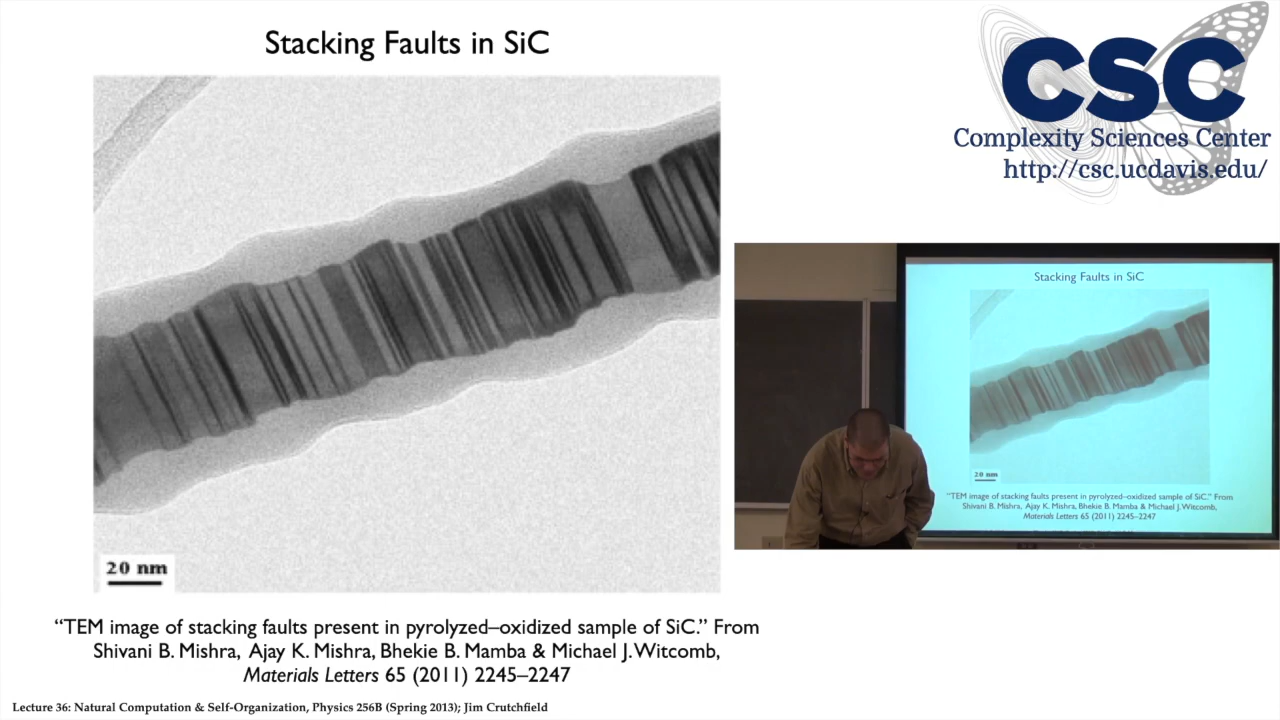 Stacking Faults in SiC
20 nm
“TEM image of stacking faults present in pyrolyzed–oxidized sample of SiC.” From
Shivani B. Mishra, Ajay K. Mishra, Bhekie B. Mamba & Michael J. Witcomb,
Materials Letters 65 (2011) 2245–2247
Lecture 36: Natural Computation & Self-Organization, Physics 256B (Spring 2013); Jim Crutchfield
CSC
Complexity Sciences Center
http://csc.ucdavis.edu/
Stacking Faults in SiC
20 nm
“TEM image of stacking faults present in pyrolyzed–oxidized sample of SiC.” From
Shivani B. Mishra, Ajay K. Mishra, Bhekie B. Mamba & Michael J. Witcomb,
Materials Letters 65 (2011) 2245–2247